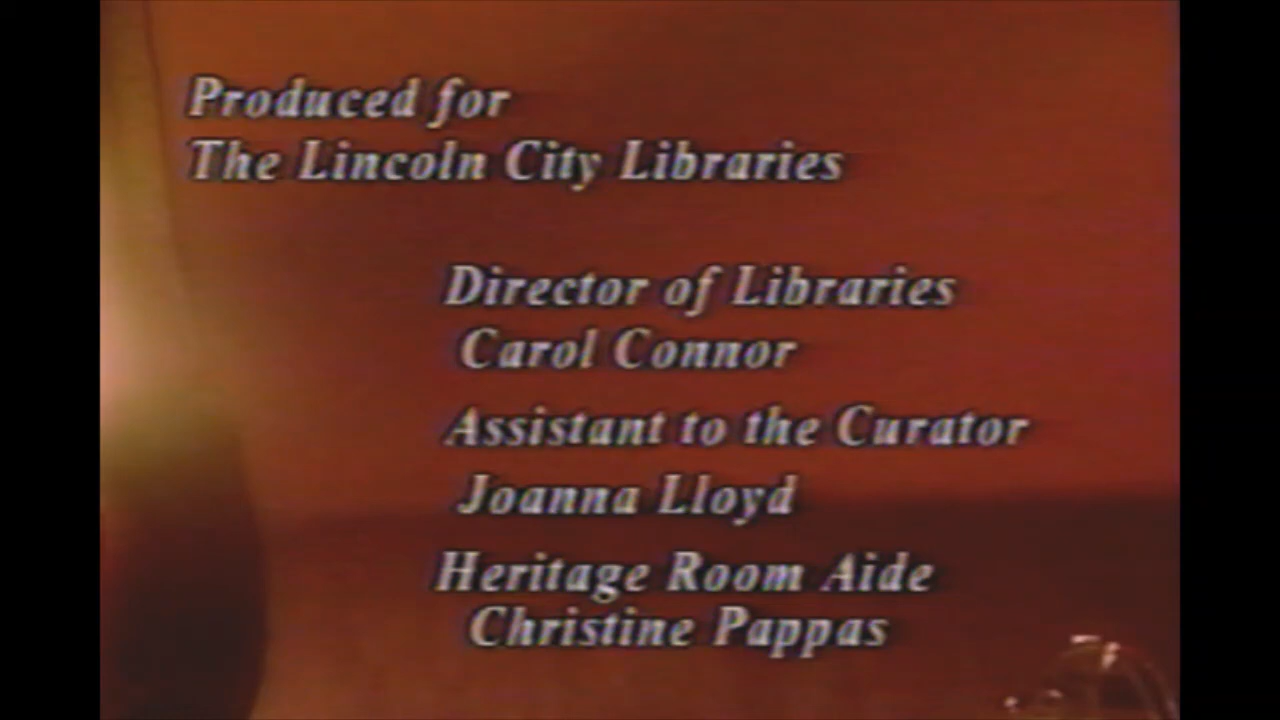 Produced for
The Lincoln City Libraries
Director of Libraries
Carol Connor
Assistant to the Curator
Joanna Lloyd
Heritage Room Aide
Christine Pappas